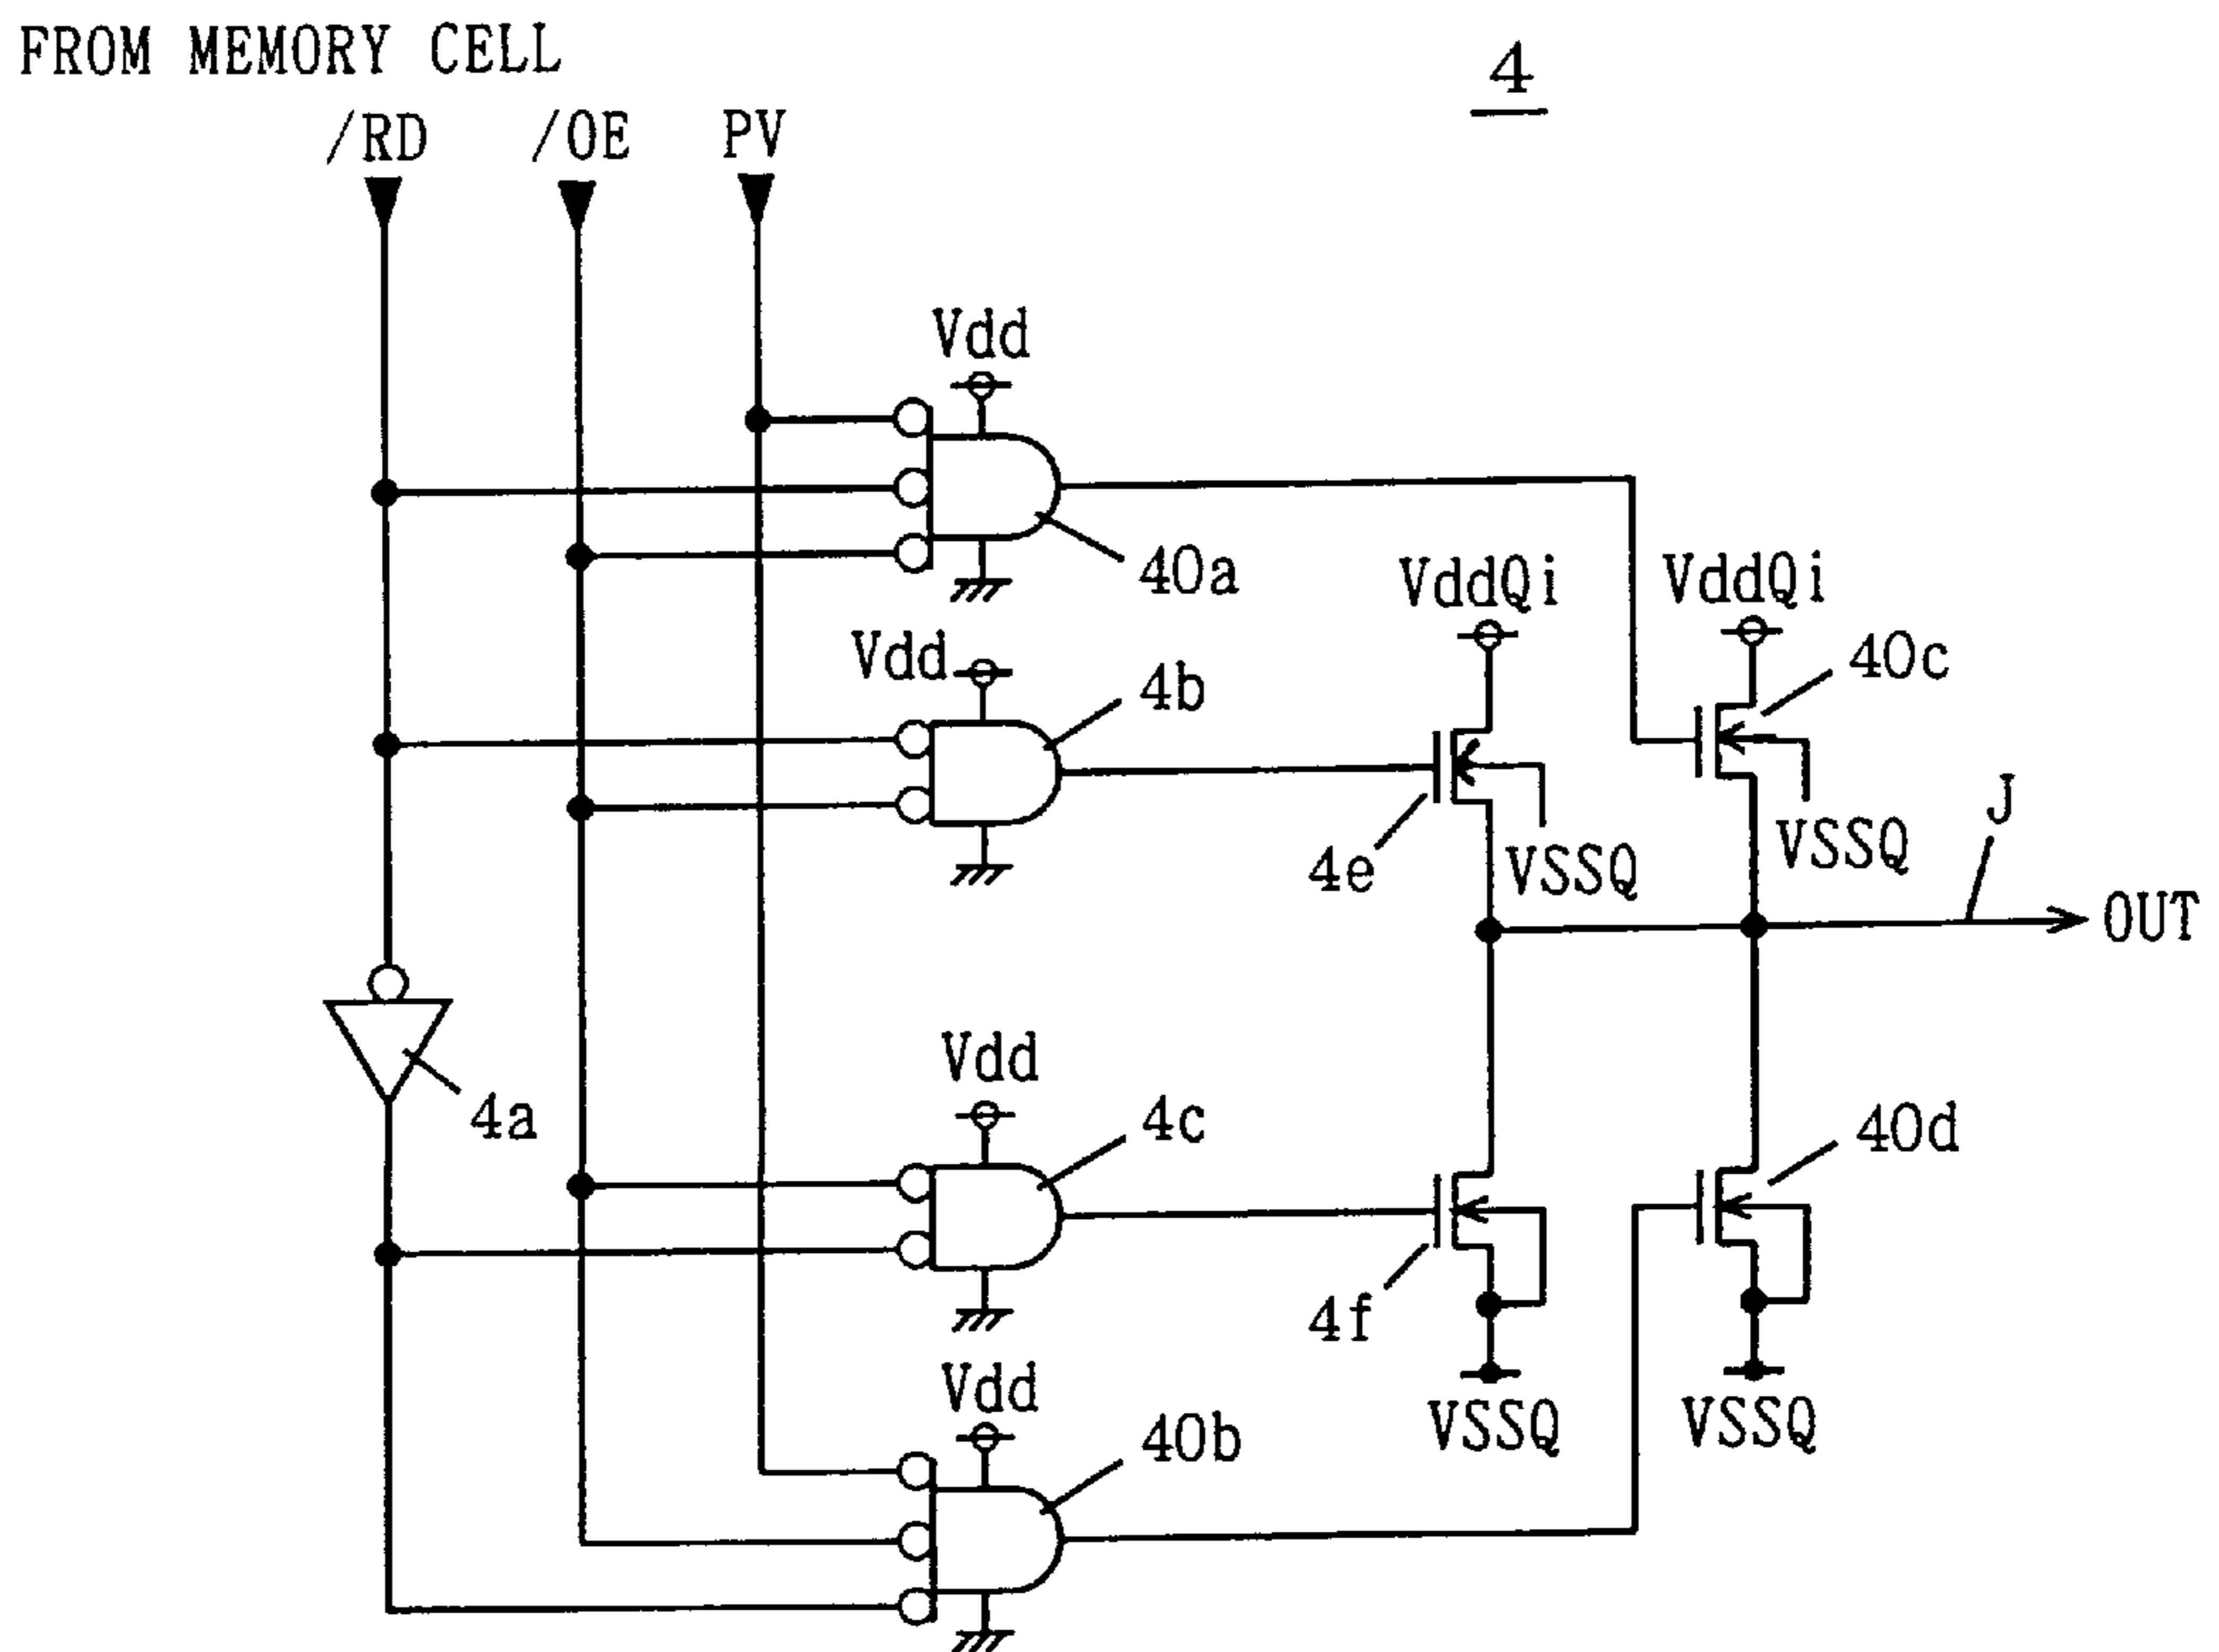 FROM MEMORY CELL
4
/RD
/OE
PV
Vdd
40a
VddQi
VddQi
40c
Vdd
4b
4e
VSSQ
VSSQ
J
OUT
4a
Vdd
4c
40d
4f
VSSQ
VSSQ
Vdd
40b